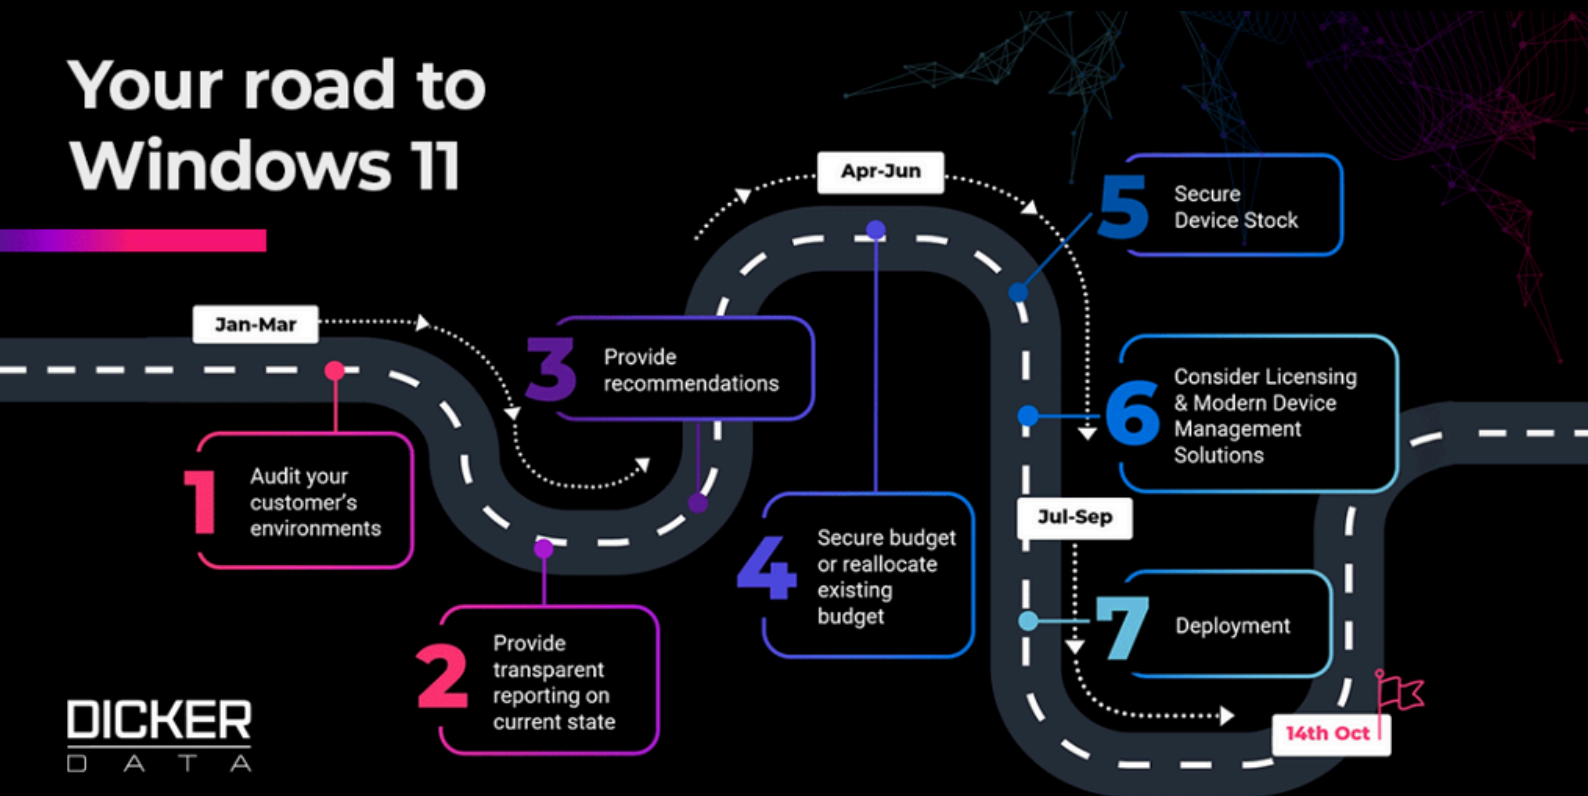 Your road to
Windows 11
Jan-Mar
1
Audit your
customer's
environments
2
Provide
transparent
reporting on
current state
3
Provide
recommendations
Apr-Jun
4
Secure budget
or reallocate
existing
budget
5
Secure
Device Stock
6
Consider Licensing
& Modern Device
Management
Solutions
Jul-Sep
7
Deployment
14th Oct
DICKER
DATA